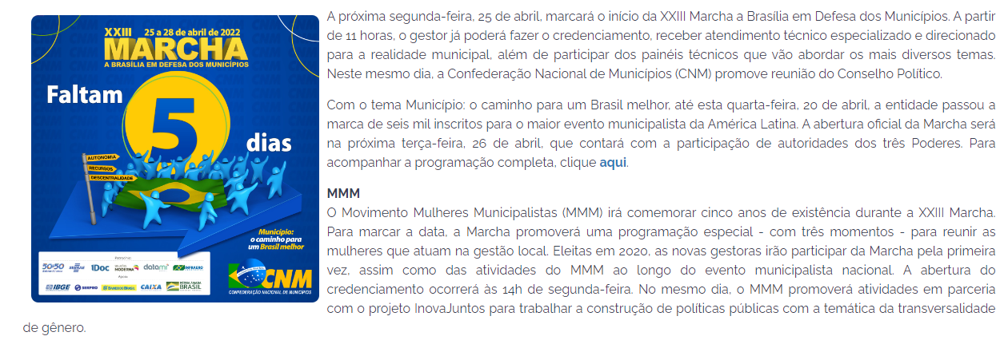 XXIII 25 a 28 de abril de 2022
MARCHA
A BRASÍLIA EM DEFESA DOS MUNICÍPIOS
Faltam
5
dias
AUTONOMIA
RECURSOS
DESCENTRALIZAÇÃO
Município:
o caminho para
um Brasil melhor
Patrocínio
50+50 SEBRAE 1Doc MODERNA datami INFRAERO
Apoio
IBGE SERPRO BANCO DO BRASIL CAIXA PÁTRIA AMADA BRASIL
CNM
CONFEDERAÇÃO NACIONAL DE MUNICÍPIOS
A próxima segunda-feira, 25 de abril, marcará o início da XXIII Marcha a Brasília em Defesa dos Municípios. A partir
de 11 horas, o gestor já poderá fazer o credenciamento, receber atendimento técnico especializado e direcionado
para a realidade municipal, além de participar dos painéis técnicos que vão abordar os mais diversos temas.
Neste mesmo dia, a Confederação Nacional de Municípios (CNM) promove reunião do Conselho Político.
Com o tema Município: o caminho para um Brasil melhor, até esta quarta-feira, 20 de abril, a entidade passou a
marca de seis mil inscritos para o maior evento municipalista da América Latina. A abertura oficial da Marcha será
na próxima terça-feira, 26 de abril, que contará com a participação de autoridades dos três Poderes. Para
acompanhar a programação completa, clique aqui.
MMM
O Movimento Mulheres Municipalistas (MMM) irá comemorar cinco anos de existência durante a XXIII Marcha.
Para marcar a data, a Marcha promoverá uma programação especial - com três momentos - para reunir as
mulheres que atuam na gestão local. Eleitas em 2020, as novas gestoras irão participar da Marcha pela primeira
vez, assim como das atividades do MMM ao longo do evento municipalista nacional. A abertura do
credenciamento ocorrerá às 14h de segunda-feira. No mesmo dia, o MMM promoverá atividades em parceria
com o projeto InovaJuntos para trabalhar a construção de políticas públicas com a temática da transversalidade
de gênero.